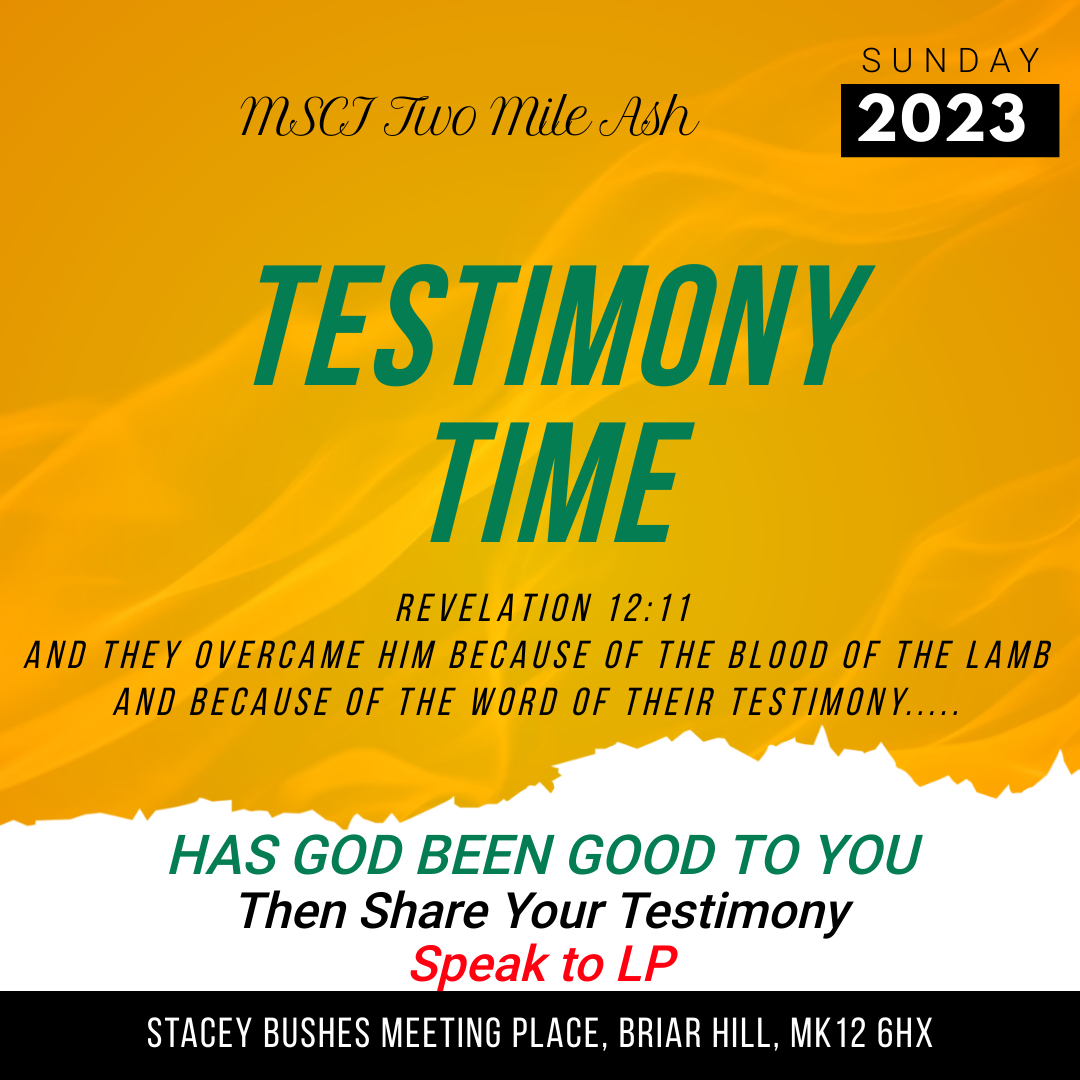 SUNDAY
2023
MSCI Two Mile Ash
TESTIMONY
TIME
REVELATION 12:11
AND THEY OVERCAME HIM BECAUSE OF THE BLOOD OF THE LAMB
AND BECAUSE OF THE WORD OF THEIR TESTIMONY.....
HAS GOD BEEN GOOD TO YOU
Then Share Your Testimony
Speak to LP
STACEY BUSHES MEETING PLACE, BRIAR HILL, MK12 6HX